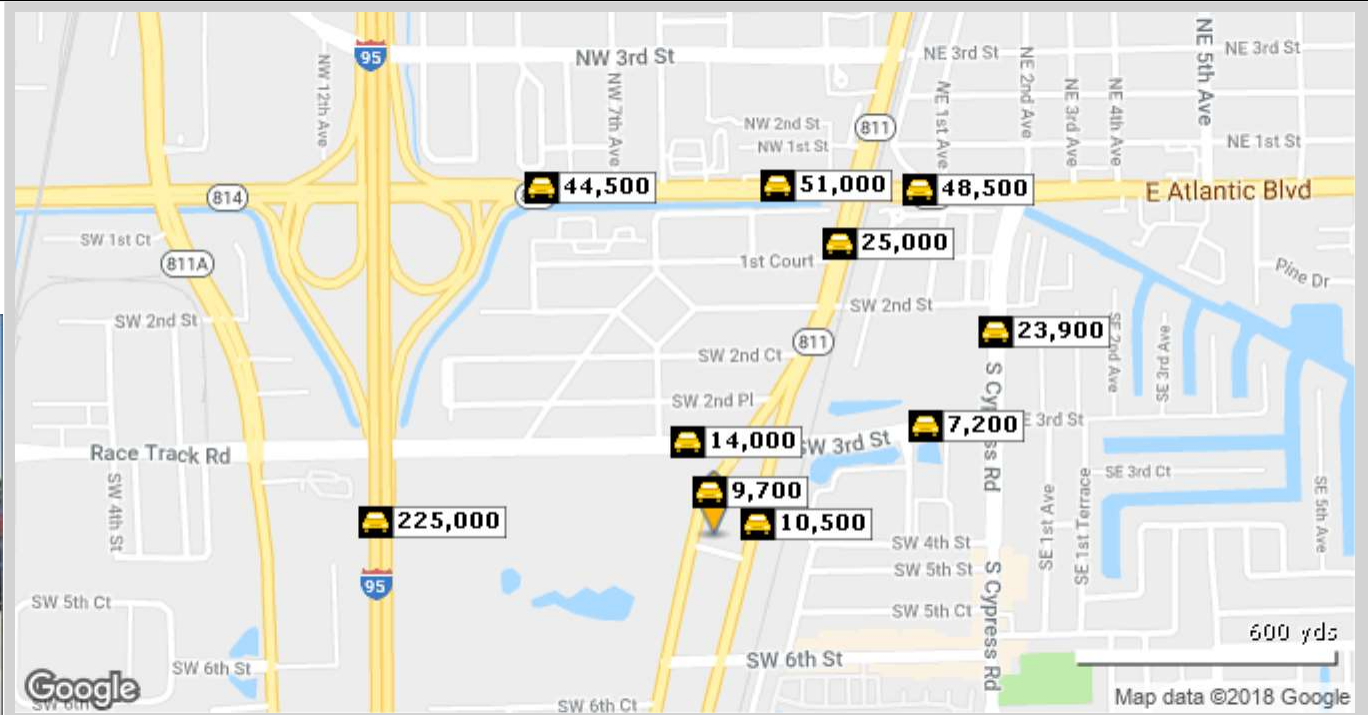 95
NW 3rd St
NE 3rd St
NE 3rd St
NW 12th Ave
NW 7th Ave
NE 1st Ave
NE 2nd Ave
NE 3rd Ave
NE 4th Ave
NE 5th Ave
NW 2nd St
811
NW 1st St
NE 1st St
814
44,500
51,000
48,500
E Atlantic Blvd
SW 1st Ct
811A
25,000
1st Court
Pine Dr
SW 2nd St
SW 2nd St
811
23,900
SE 2nd Ave
SE 3rd Ave
SW 2nd Ct
S Cypress Rd
SW 2nd Pl
7,200
E 3rd St
Race Track Rd
14,000
SW 3rd St
SW 4th St
9,700
SE 3rd Ct
225,000
10,500
SE 1st Ave
SE 1st Terrace
SE 5th Ave
SW 4th St
SW 5th St
95
S Cypress Rd
SW 5th Ct
SW 5th Ct
600 yds
SW 6th St
SW 6th St
Google
SW 6th Ct
Map data ©2018 Google